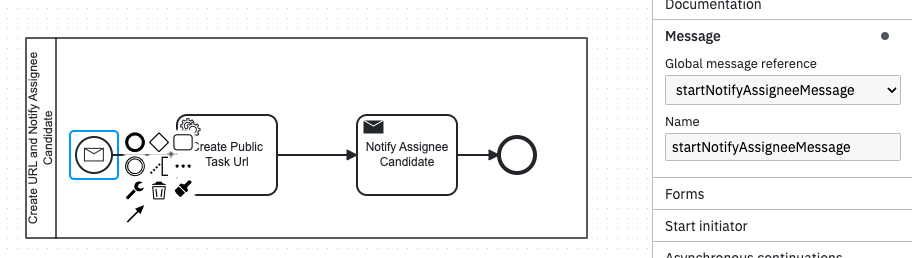 Create URL and Notify Assignee
Candidate
Create Public
Task Url
Notify Assignee
Candidate
Documentation
Message
Global message reference
startNotifyAssigneeMessage
Name
startNotifyAssigneeMessage
Forms
Start initiator
Asynchronous continuations